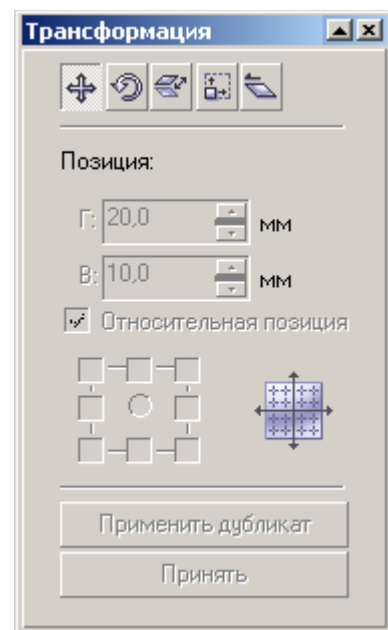 Трансформация
Позиция:
Г: 20,0 мм
В: 10,0 мм
Относительная позиция
Применить дубликат
Принять